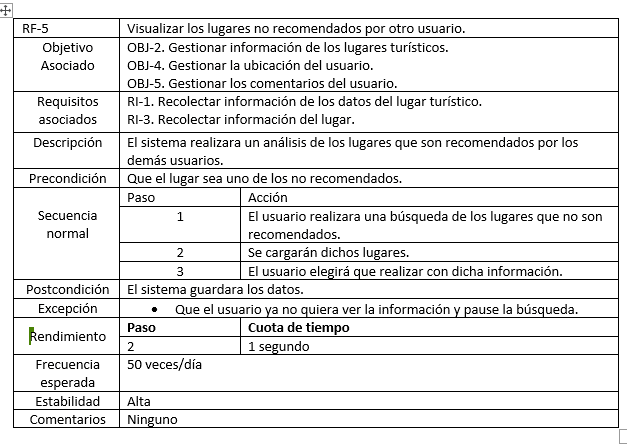 RF-5 Visualizar los lugares no recomendados por otro usuario.
Objetivo Asociado OBJ-2. Gestionar información de los lugares turísticos.
OBJ-4. Gestionar la ubicación del usuario.
OBJ-5. Gestionar los comentarios del usuario.
Requisitos asociados RI-1. Recolectar información de los datos del lugar turístico.
RI-3. Recolectar información del lugar.
Descripción El sistema realizara un análisis de los lugares que son recomendados por los
demás usuarios.
Precondición Que el lugar sea uno de los no recomendados.
Secuencia normal Paso Acción
1 El usuario realizara una búsqueda de los lugares que no son
recomendados.
2 Se cargarán dichos lugares.
3 El usuario elegirá que realizar con dicha información.
Postcondición El sistema guardara los datos.
Excepción • Que el usuario ya no quiera ver la información y pause la búsqueda.
Rendimiento Paso Cuota de tiempo
2 1 segundo
Frecuencia esperada 50 veces/día
Estabilidad Alta
Comentarios Ninguno